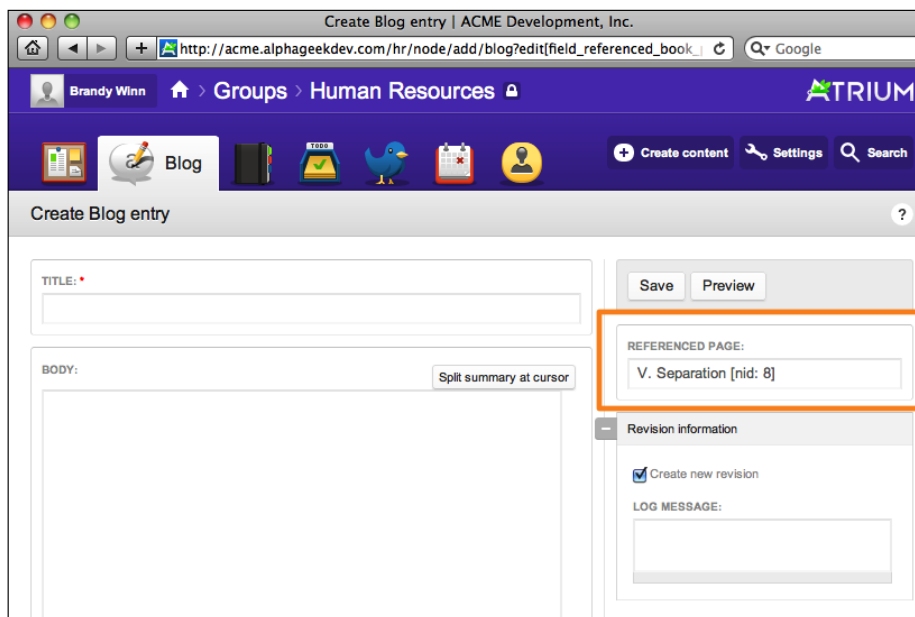 Create Blog entry | ACME Development, Inc.
http://acme.alphageekdev.com/hr/node/add/blog?edit[field_referenced_book_
Google
Brandy Winn
Groups
Human Resources
ATRIUM
Blog
TODO
Create content
Settings
Search
Create Blog entry
?
TITLE: *
Save
Preview
REFERENCED PAGE:
V. Separation [nid: 8]
BODY:
Split summary at cursor
Revision information
Create new revision
LOG MESSAGE: